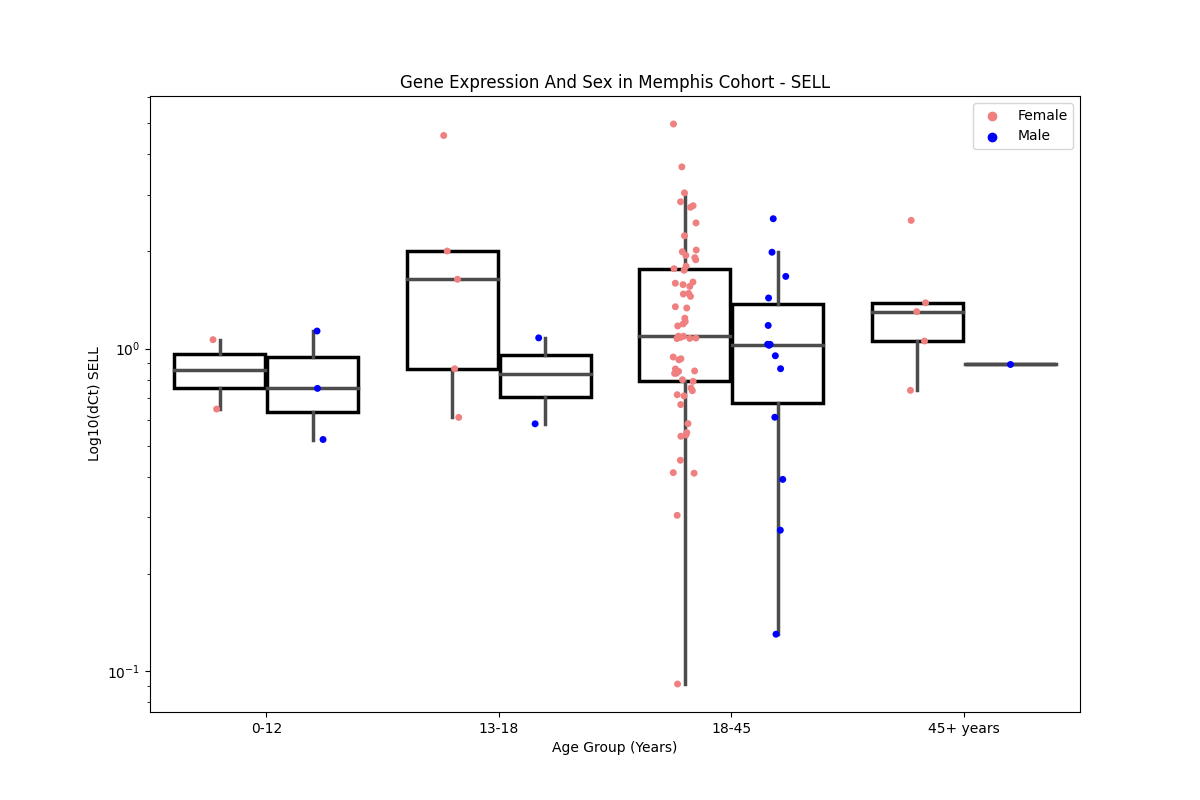 Gene Expression And Sex in Memphis Cohort - SELL
Female
Male
Log10(dCt) SELL
10⁰
10⁻¹
0-12
13-18
18-45
45+ years
Age Group (Years)